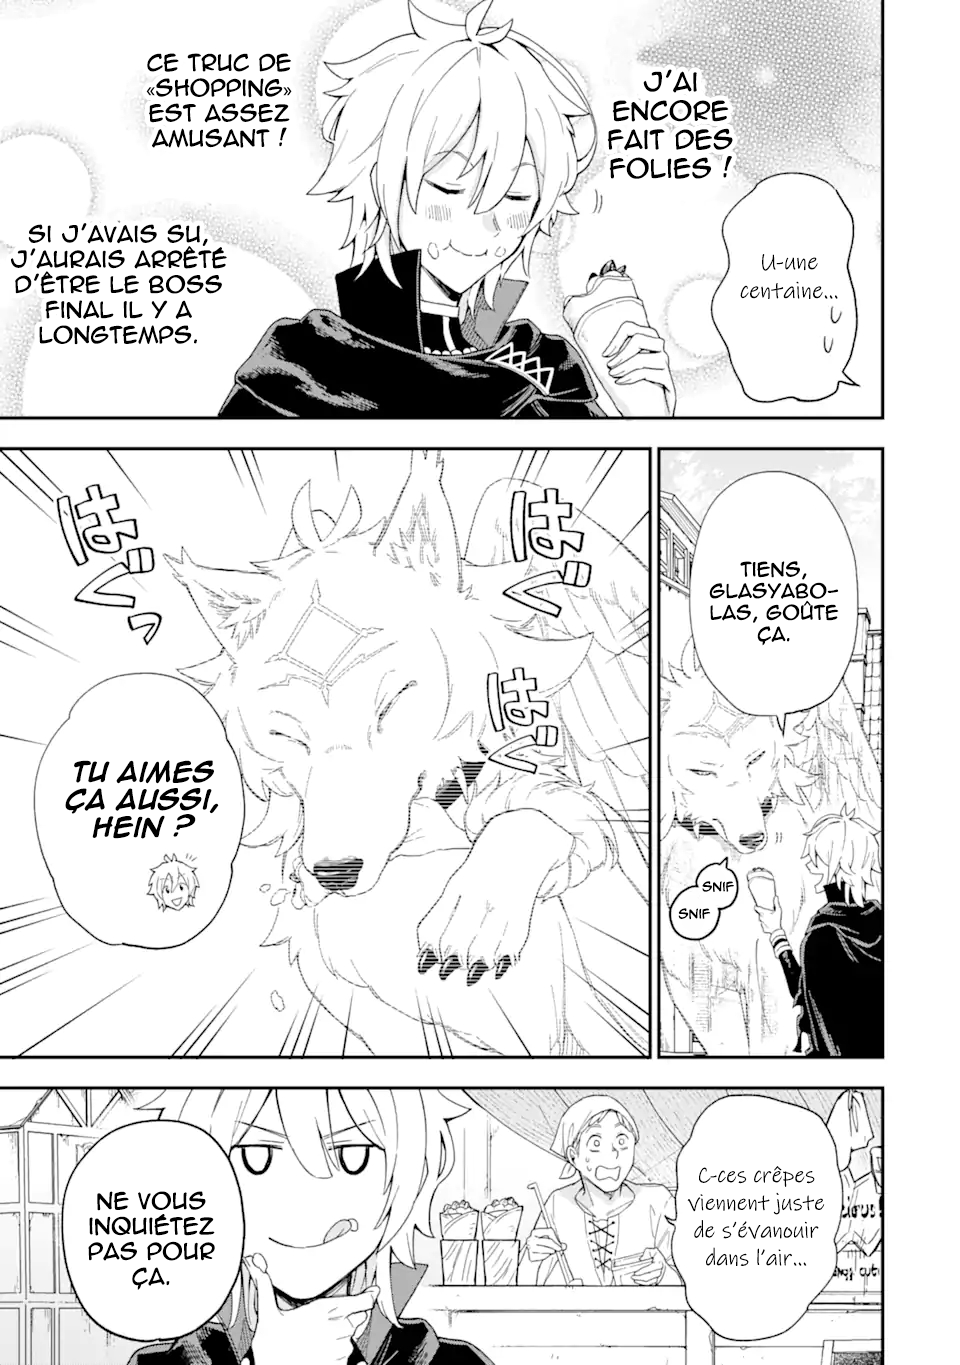 J'AI
ENCORE
FAIT DES
FOLIES !
CE TRUC DE
«SHOPPING»
EST ASSEZ
AMUSANT !
U-une
centaine...
SI J'AVAIS SU,
J'AURAIS ARRÊTÉ
D'ÊTRE LE BOSS
FINAL IL Y A
LONGTEMPS.
TIENS,
GLASYABO-
LAS, GOÛTE
ÇA.
SNIF
SNIF
はぐ
はぐっ
TU AIMES
ÇA AUSSI,
HEIN ?
C-ces crêpes
viennent juste
de s'évanouir
dans l'air...
NE VOUS
INQUIÉTEZ
PAS POUR
ÇA.